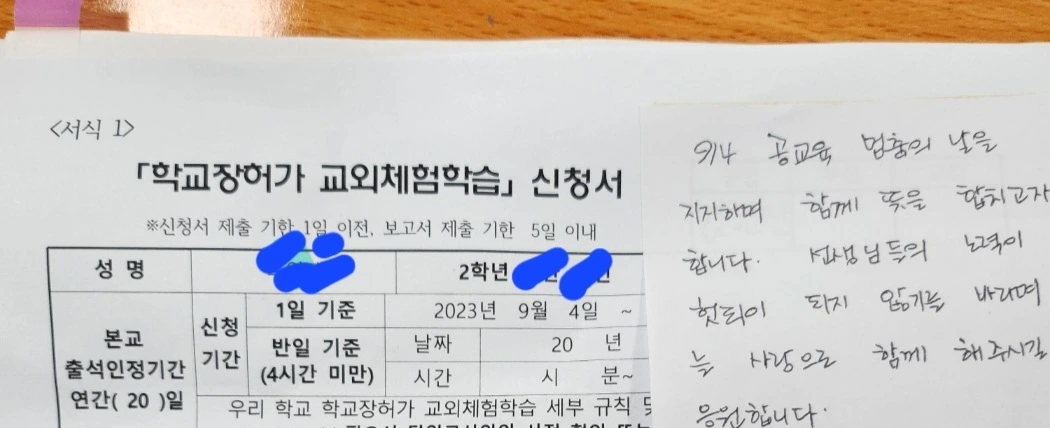 <서식 1>
「학교장허가 교외체험학습」 신청서
※신청서 제출 기한 1일 이전, 보고서 제출 기한 5일 이내
성 명
2학년
본교
출석인정기간
연간( 20 )일
신청
기간
1일 기준
2023년 9월 4일 ~
반일 기준
(4시간 미만)
날짜
20 년
시간
시 분~
우리 학교 학교장허가 교외체험학습 세부 규칙 및
9/4 공교육 멈춤의 날을
지지하며 함께 뜻을 합치고자
합니다. 선생님들의 노력이
헛되이 되지 않기를 바라며
늘 사랑으로 함께 해주시길
응원합니다.